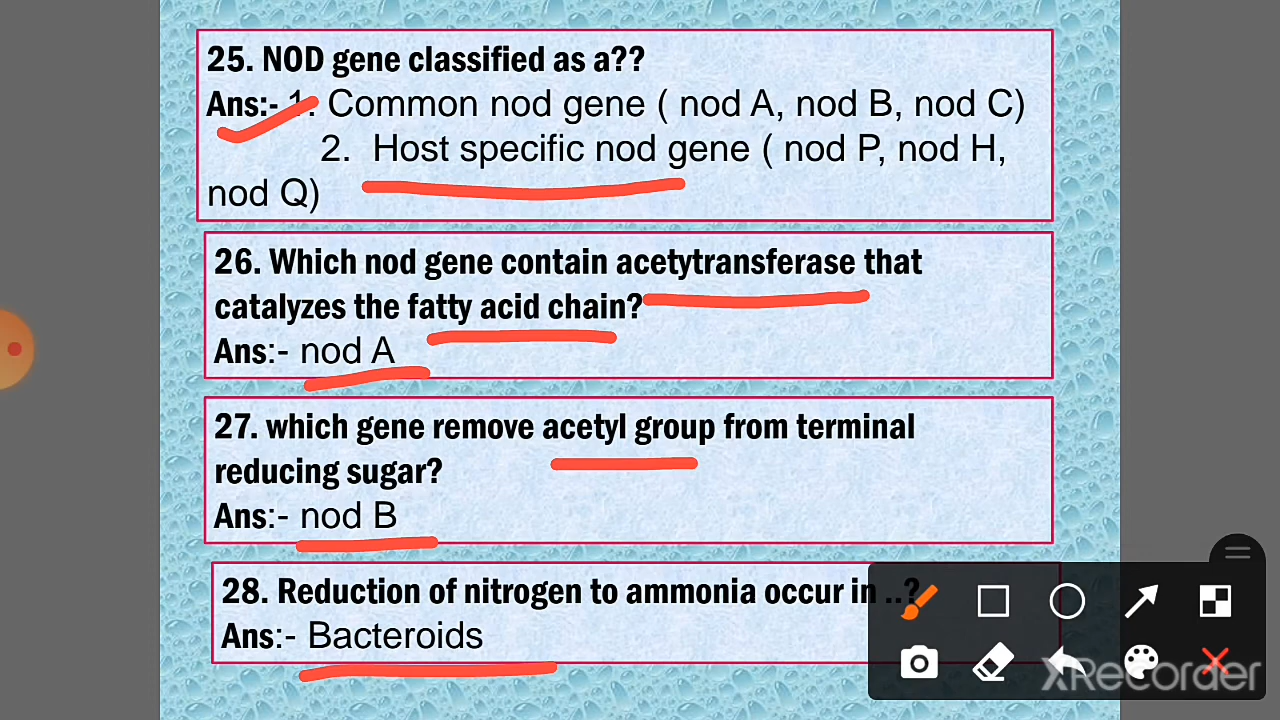 25. NOD gene classified as a??
Ans:- 1. Common nod gene ( nod A, nod B, nod C)
2. Host specific nod gene ( nod P, nod H,
nod Q)
26. Which nod gene contain acetytransferase that
catalyzes the fatty acid chain?
Ans:- nod A
27. which gene remove acetyl group from terminal
reducing sugar?
Ans:- nod B
28. Reduction of nitrogen to ammonia occur in ..?
Ans:- Bacteroids
XRecorder